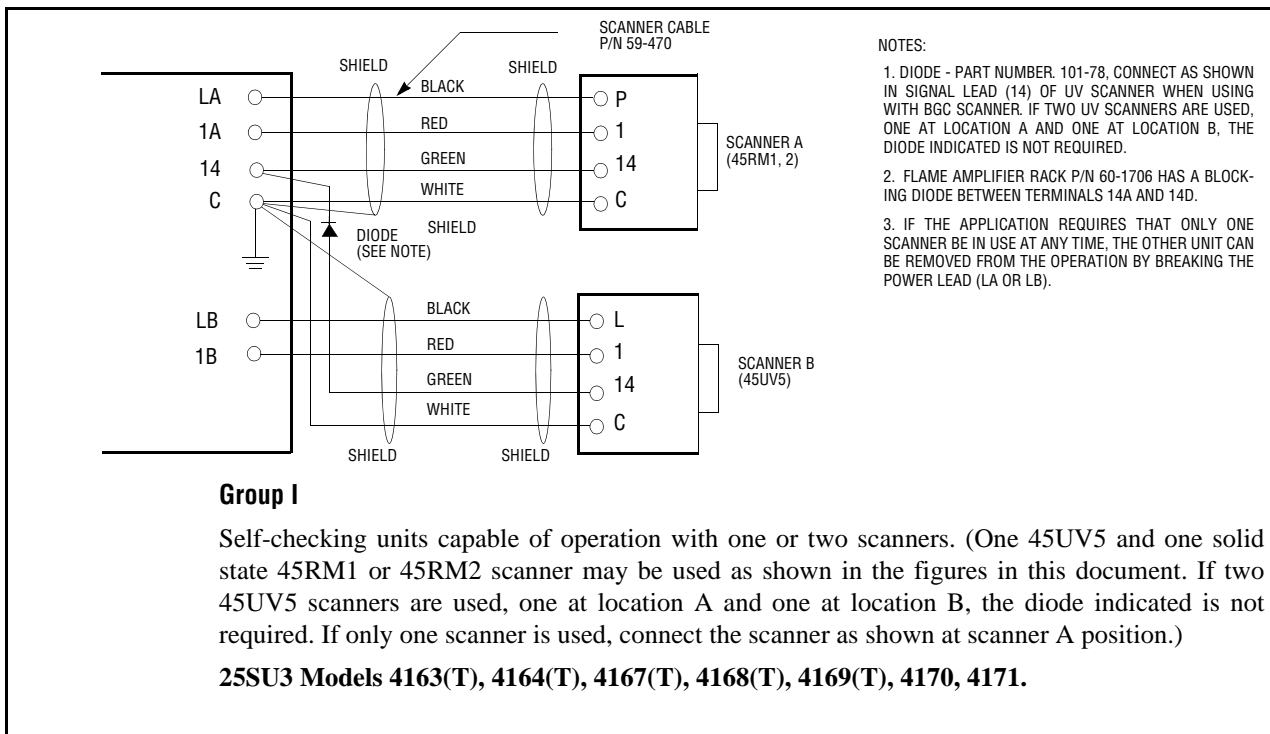 SCANNER CABLE
P/N 59-470
SHIELD
SHIELD
LA
BLACK
P
1A
RED
1
14
GREEN
14
C
WHITE
C
SCANNER A
(45RM1, 2)
DIODE
(SEE NOTE)
SHIELD
LB
BLACK
L
1B
RED
1
GREEN
14
WHITE
C
SCANNER B
(45UV5)
SHIELD
SHIELD
NOTES:
1. DIODE - PART NUMBER. 101-78, CONNECT AS SHOWN
IN SIGNAL LEAD (14) OF UV SCANNER WHEN USING
WITH BGC SCANNER. IF TWO UV SCANNERS ARE USED,
ONE AT LOCATION A AND ONE AT LOCATION B, THE
DIODE INDICATED IS NOT REQUIRED.
2. FLAME AMPLIFIER RACK P/N 60-1706 HAS A BLOCK-
ING DIODE BETWEEN TERMINALS 14A AND 14D.
3. IF THE APPLICATION REQUIRES THAT ONLY ONE
SCANNER BE IN USE AT ANY TIME, THE OTHER UNIT CAN
BE REMOVED FROM THE OPERATION BY BREAKING THE
POWER LEAD (LA OR LB).
Group I
Self-checking units capable of operation with one or two scanners. (One 45UV5 and one solid
state 45RM1 or 45RM2 scanner may be used as shown in the figures in this document. If two
45UV5 scanners are used, one at location A and one at location B, the diode indicated is not
required. If only one scanner is used, connect the scanner as shown at scanner A position.)
25SU3 Models 4163(T), 4164(T), 4167(T), 4168(T), 4169(T), 4170, 4171.